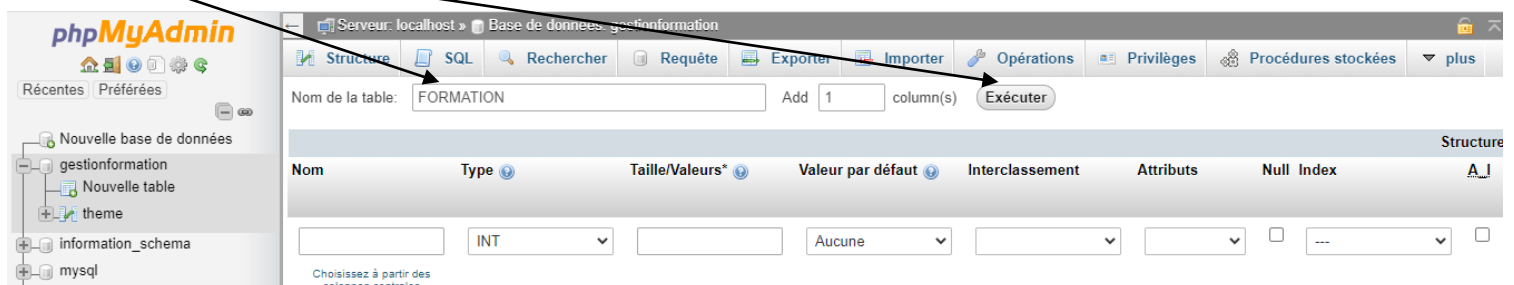 phpMyAdmin
Récentes Préférées
Nouvelle base de données
gestionformation
Nouvelle table
theme
information_schema
mysql
Serveur: localhost » Base de données: gestionformation
Structure SQL Rechercher Requête Exporter Importer Opérations Privilèges Procédures stockées plus
Nom de la table: FORMATION Add 1 column(s) Exécuter
Structure
Nom Type Taille/Valeurs* Valeur par défaut Interclassement Attributs Null Index A_I
INT Aucune ---
Choisissez à partir des
colonnes centrales